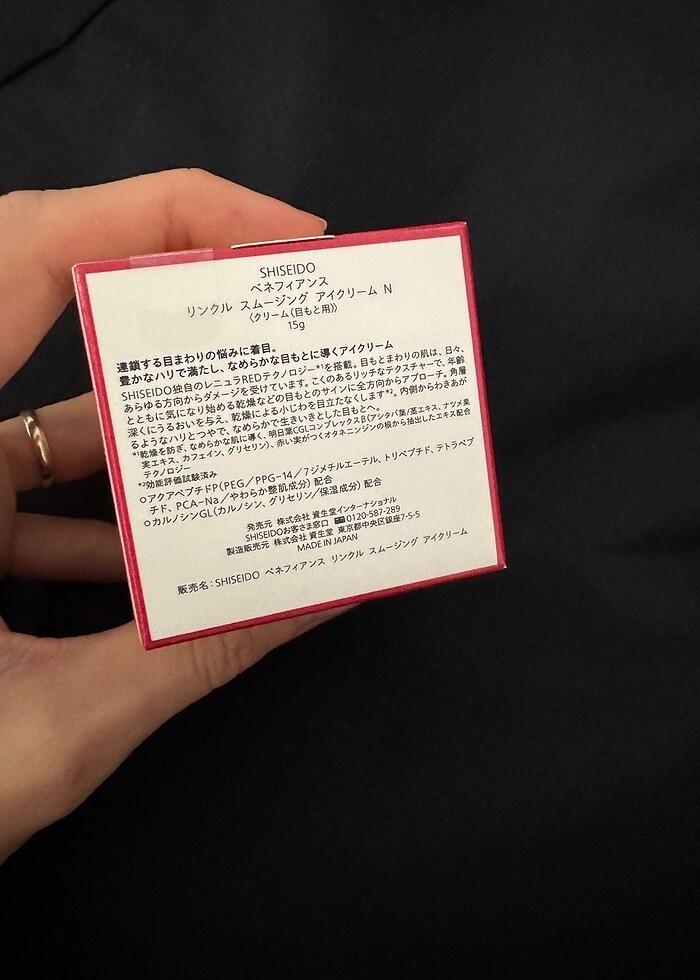 SHISEIDO
ベネフィアンス
リンクル スムージング アイクリーム N
〈クリーム(目もと用)〉
15g
連鎖する目まわりの悩みに着目。
豊かなハリで満たし、なめらかな目もとに導くアイクリーム
SHISEIDO独自のレニュラREDテクノロジー*¹を搭載。目もとまわりの肌は、日々、
あらゆる方向からダメージを受けています。こくのあるリッチなテクスチャーで、年齢
とともに気になり始める乾燥などの目もとのサインに全方向からアプローチ。角層
深くにうるおいを与え、乾燥による小じわを目立たなくします*²。内側からわきあが
るようなハリとつやで、なめらかで生きいきとした目もとへ。
*¹乾燥を防ぎ、なめらかな肌に導く、明日葉CGLコンプレックスβ(アシタバ葉/茎エキス、ナツメ果
実エキス、カフェイン、グリセリン)、赤い実がつくオタネニンジンの根から抽出したエキス配合
テクノロジー
*²効能評価試験済み
○アクアペプチドP(PEG/PPG-14/7ジメチルエーテル、トリペプチド、テトラペプ
チド、PCA-Na/やわらか整肌成分) 配合
○カルノシンGL(カルノシン、グリセリン/保湿成分) 配合
発売元 株式会社 資生堂インターナショナル
SHISEIDOお客さま窓口 0120-587-289
製造販売元 株式会社 資生堂 東京都中央区銀座7-5-5
MADE IN JAPAN
販売名:SHISEIDO ベネフィアンス リンクル スムージング アイクリーム